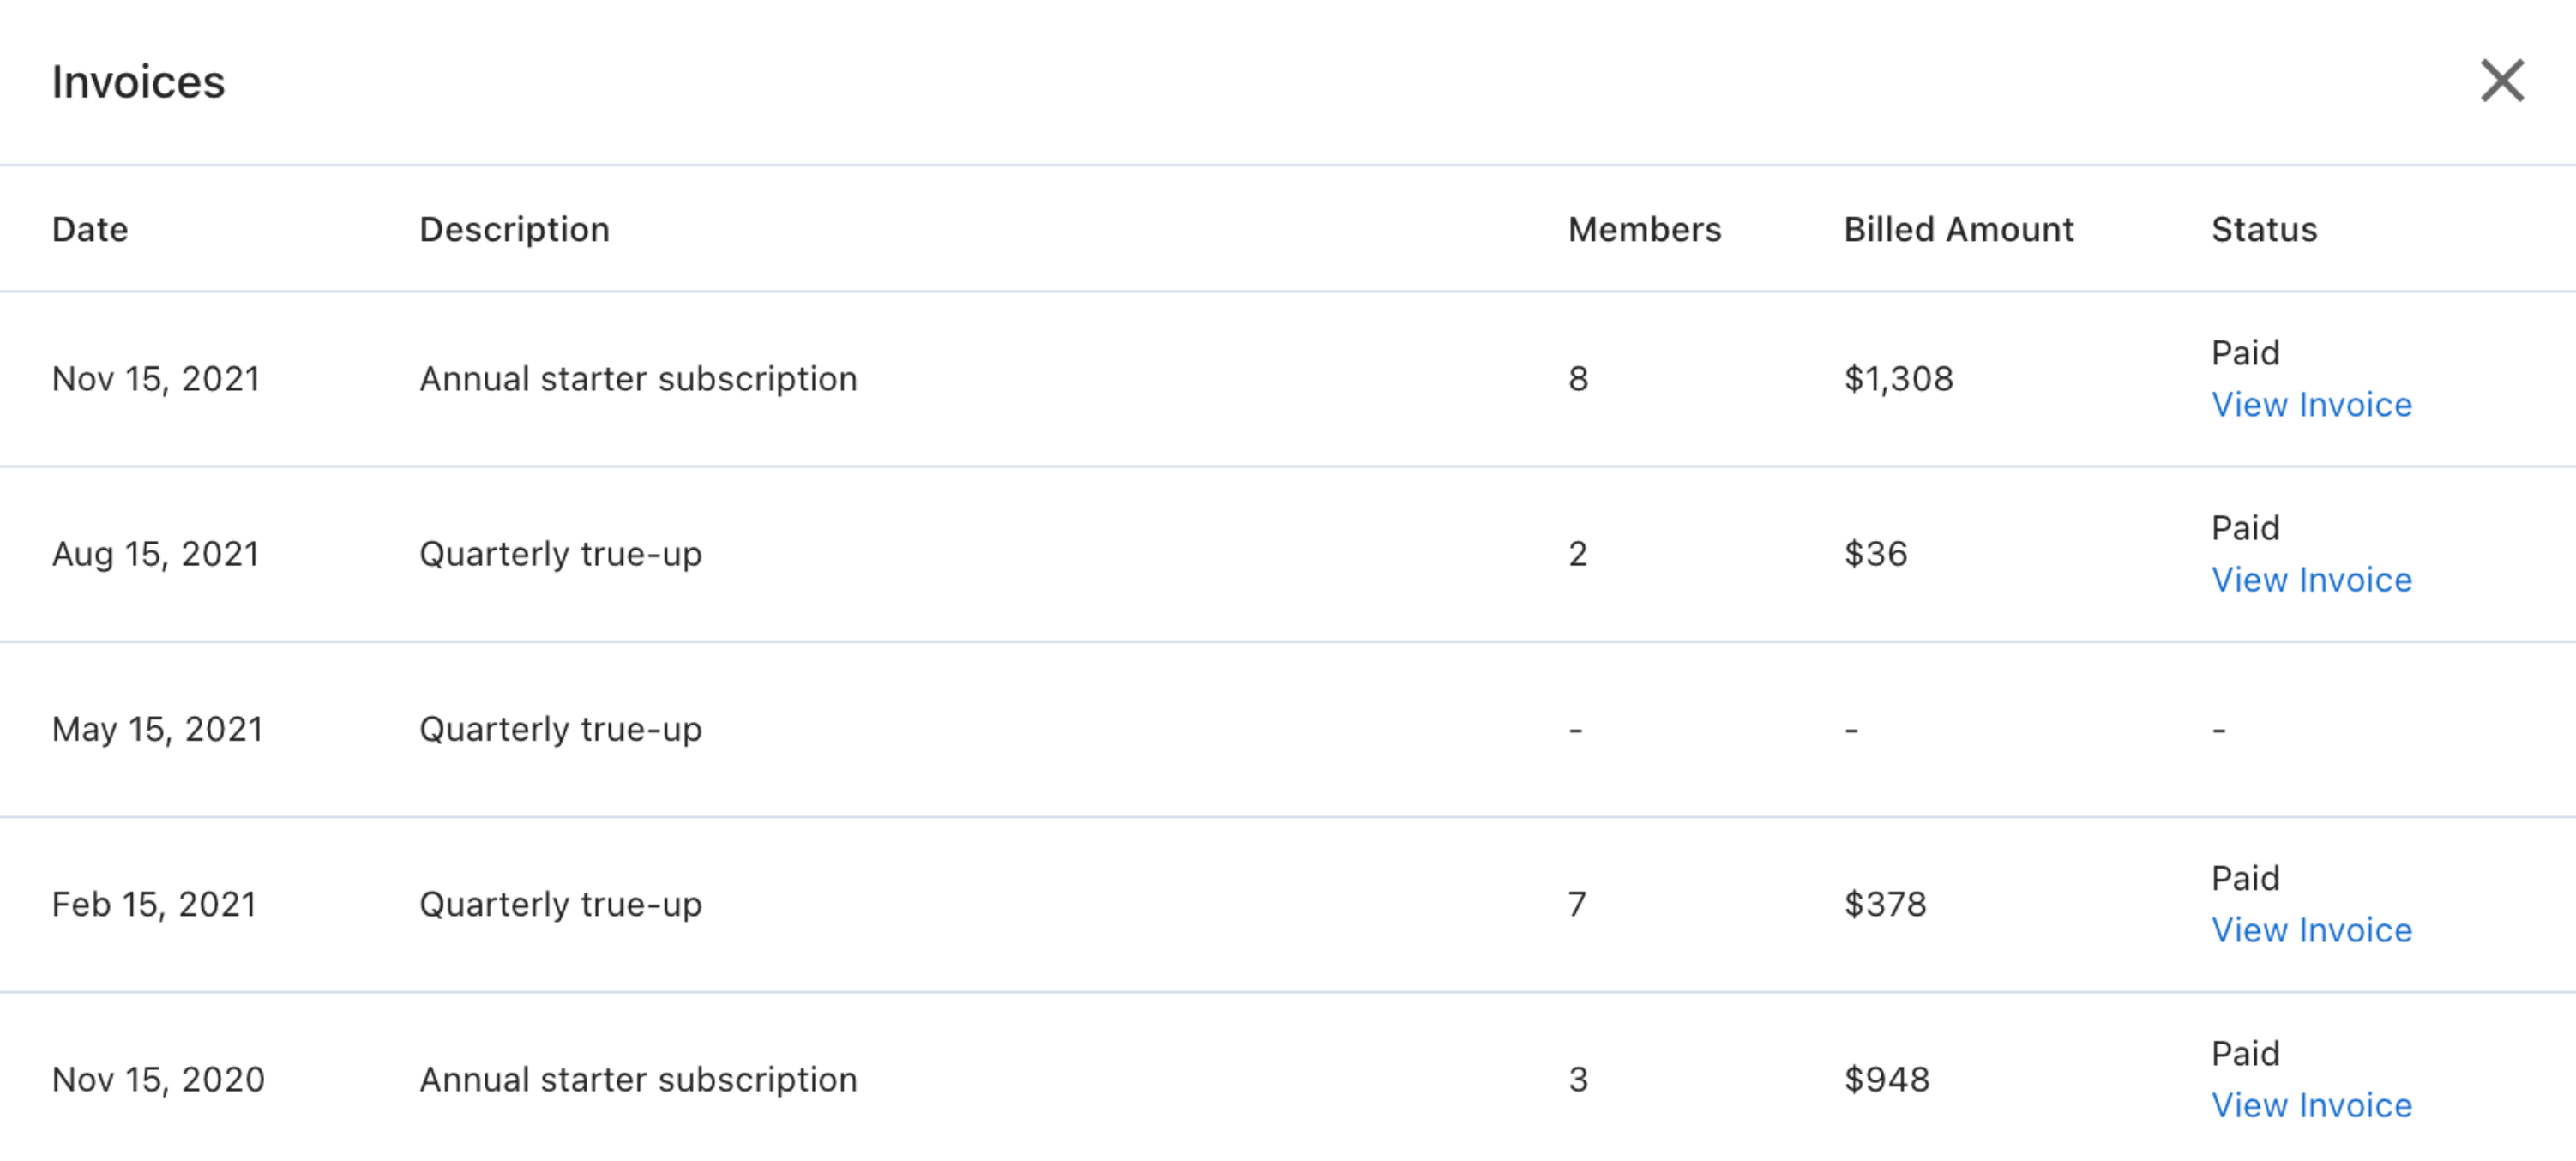 Invoices
Date Description Members Billed Amount Status
Nov 15, 2021 Annual starter subscription 8 $1,308 Paid
View Invoice
Aug 15, 2021 Quarterly true-up 2 $36 Paid
View Invoice
May 15, 2021 Quarterly true-up - - -
Feb 15, 2021 Quarterly true-up 7 $378 Paid
View Invoice
Nov 15, 2020 Annual starter subscription 3 $948 Paid
View Invoice